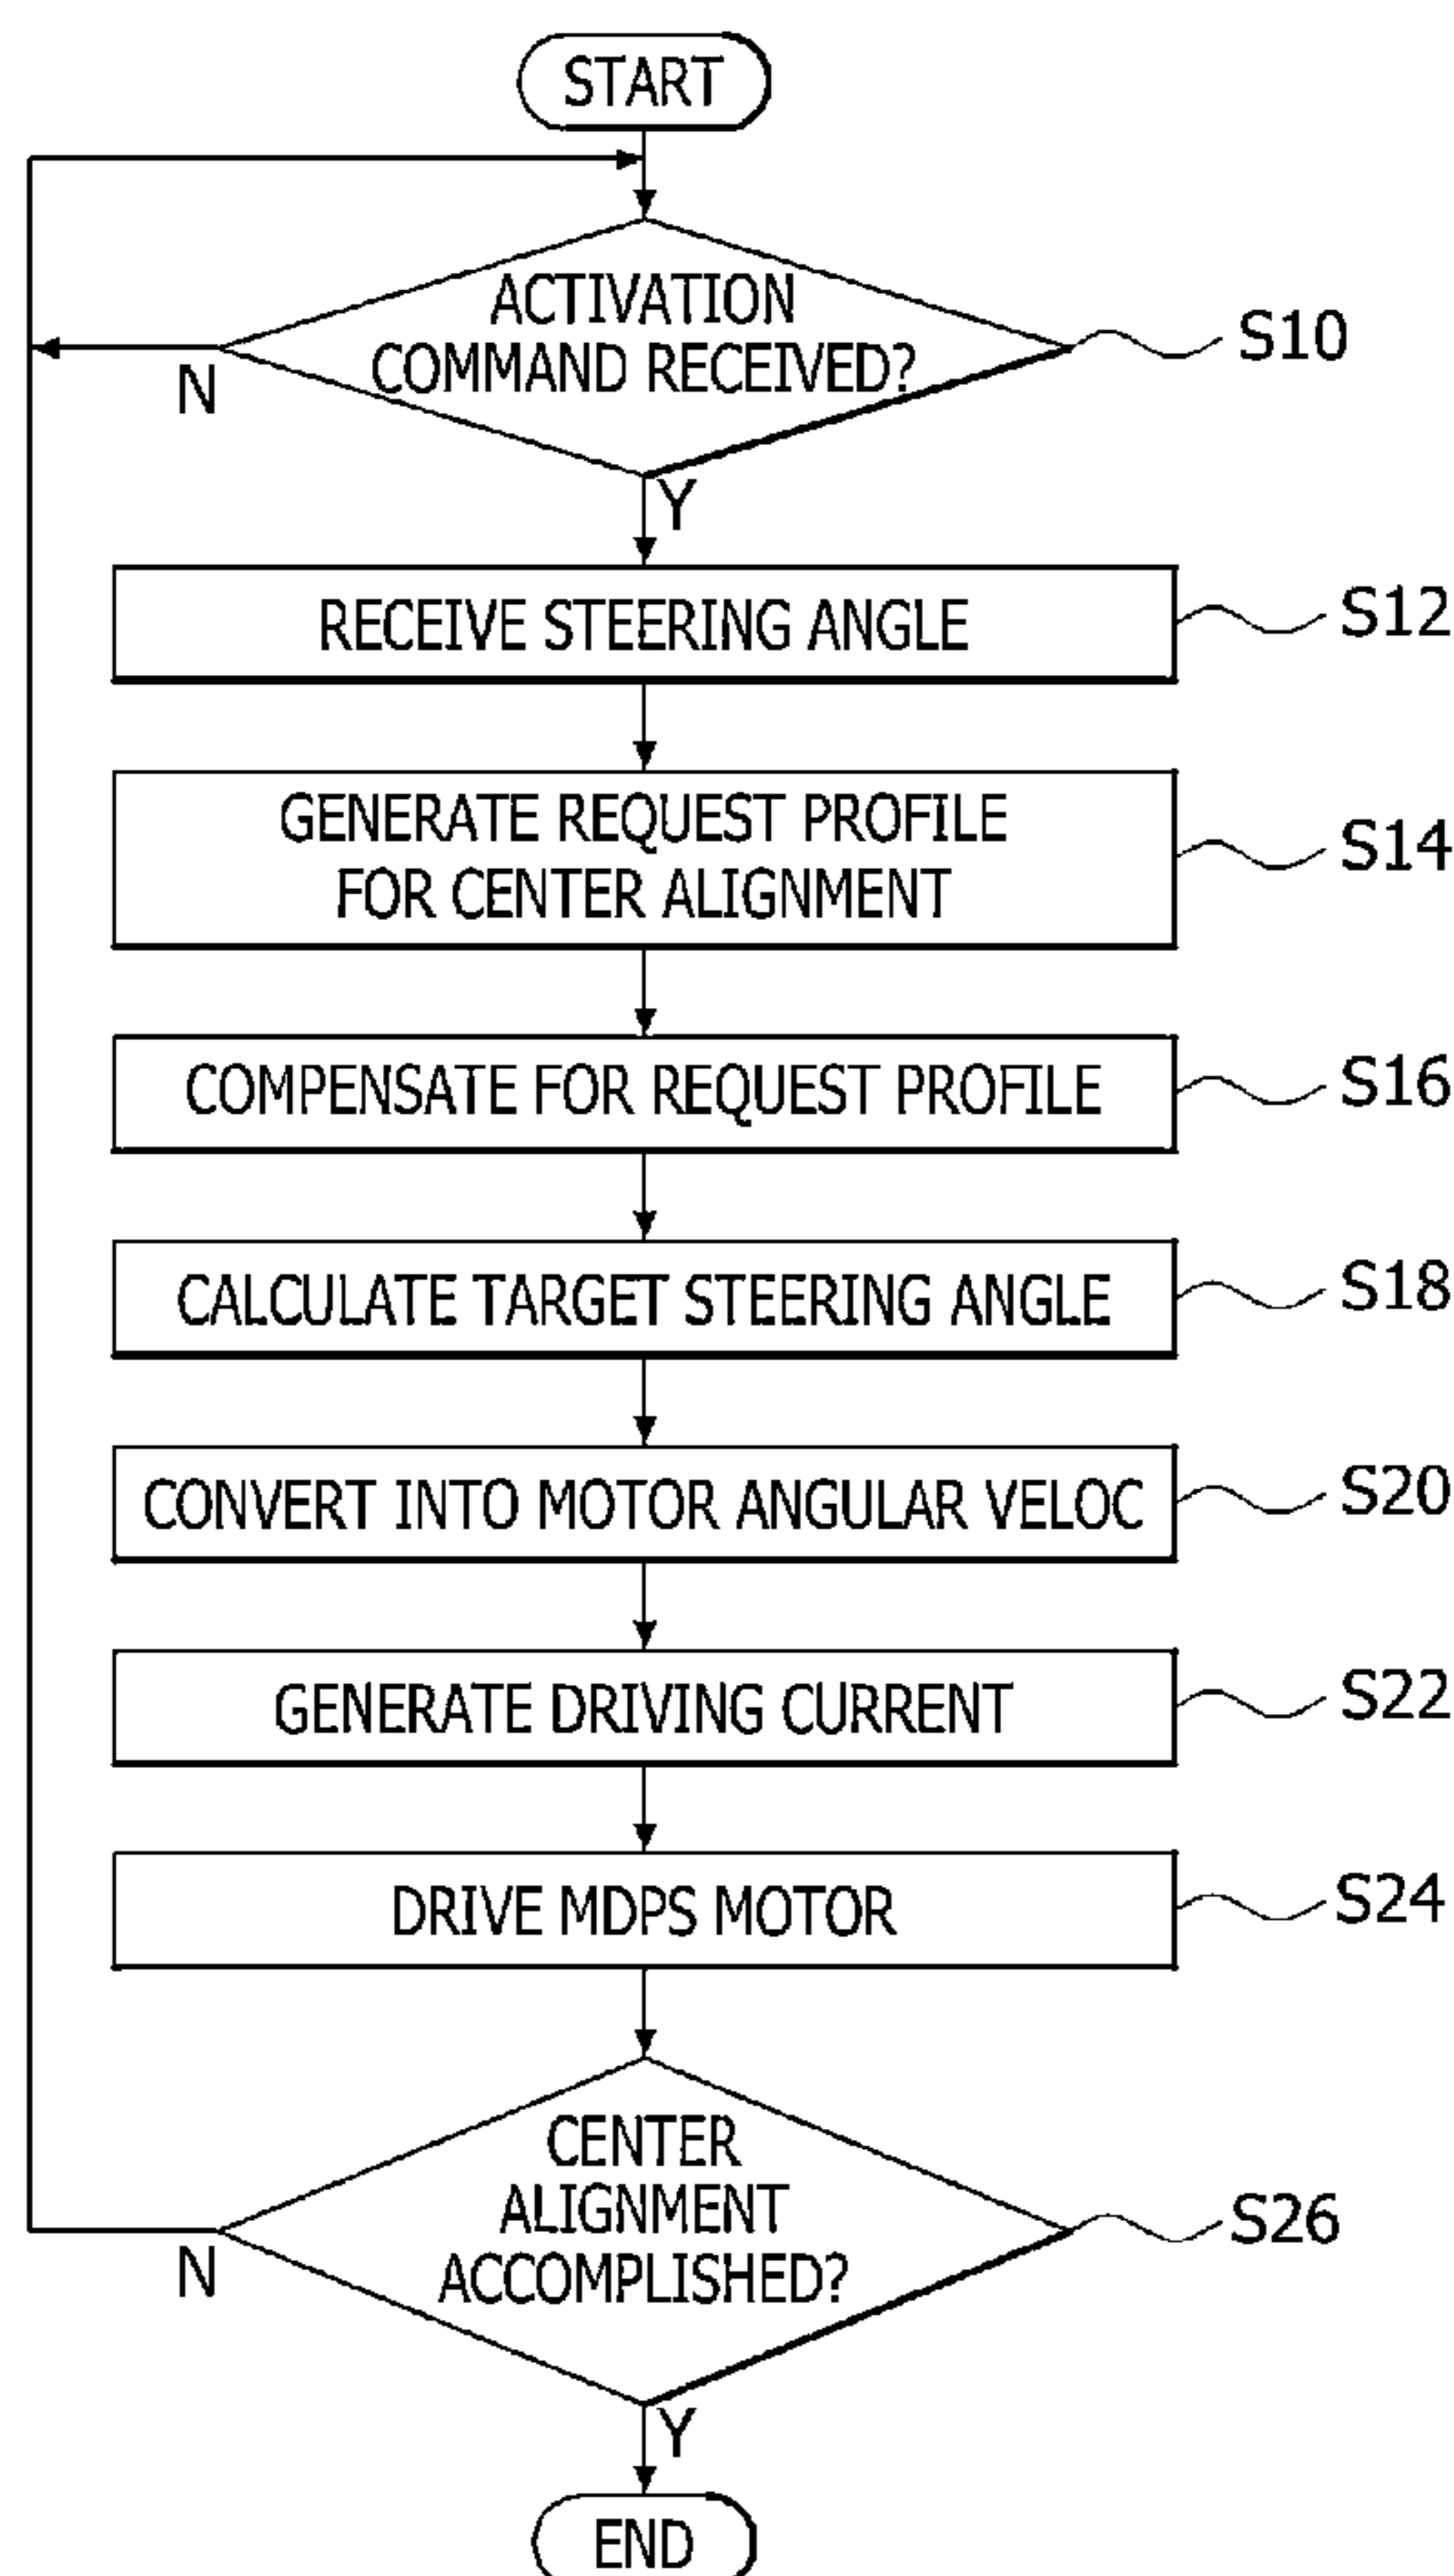 START
ACTIVATION
COMMAND RECEIVED?
S10
N
Y
RECEIVE STEERING ANGLE
S12
GENERATE REQUEST PROFILE
FOR CENTER ALIGNMENT
S14
COMPENSATE FOR REQUEST PROFILE
S16
CALCULATE TARGET STEERING ANGLE
S18
CONVERT INTO MOTOR ANGULAR VELOC
S20
GENERATE DRIVING CURRENT
S22
DRIVE MDPS MOTOR
S24
CENTER
ALIGNMENT
ACCOMPLISHED?
S26
N
Y
END